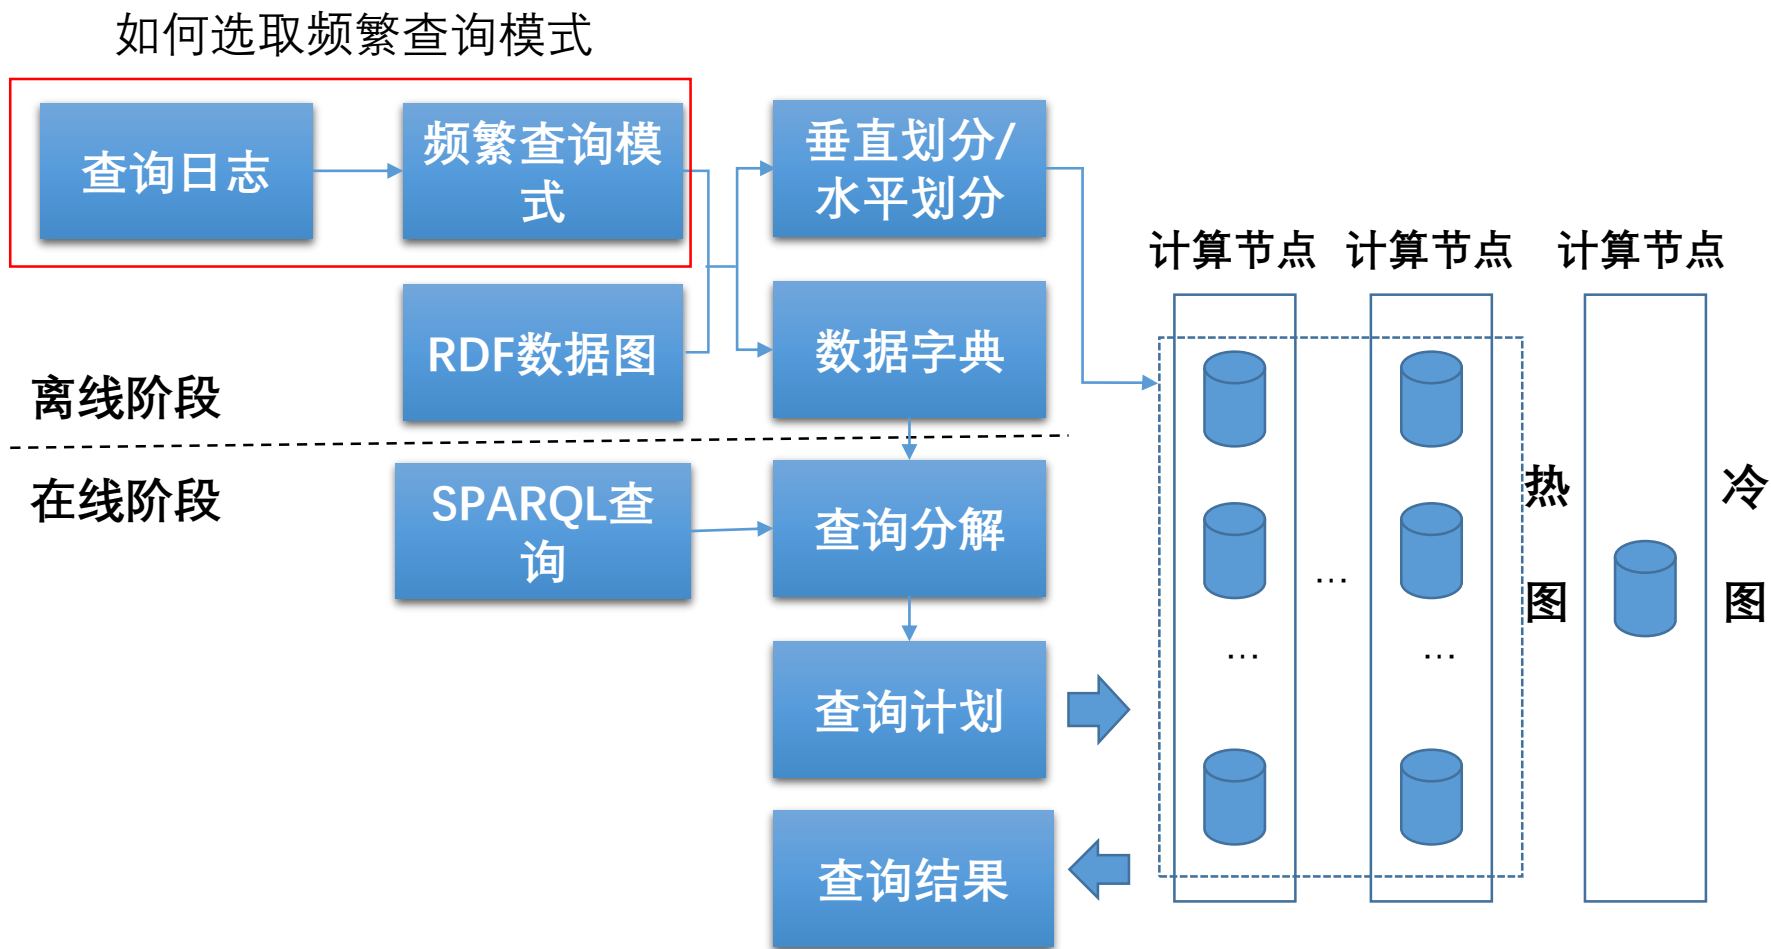 如何选取频繁查询模式
查询日志
频繁查询模
式
垂直划分/
水平划分
计算节点
计算节点
计算节点
RDF数据图
数据字典
离线阶段
在线阶段
SPARQL查
询
查询分解
热
图
冷
图
...
...
...
查询计划
查询结果